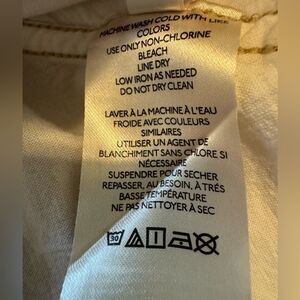 MACHINE WASH COLD WITH LIKE
COLORS
USE ONLY NON-CHLORINE
BLEACH
LINE DRY
LOW IRON AS NEEDED
DO NOT DRY CLEAN
LAVER À LA MACHINE À L'EAU
FROIDE AVEC COULEURS
SIMILAIRES
UTILISER UN AGENT DE
BLANCHIMENT SANS CHLORE SI
NÉCESSAIRE
SUSPENDRE POUR SECHER
REPASSER, AU BESOIN, À TRÉS
BASSE TEMPÉRATURE
NE PAS NETTOYER À SEC
30